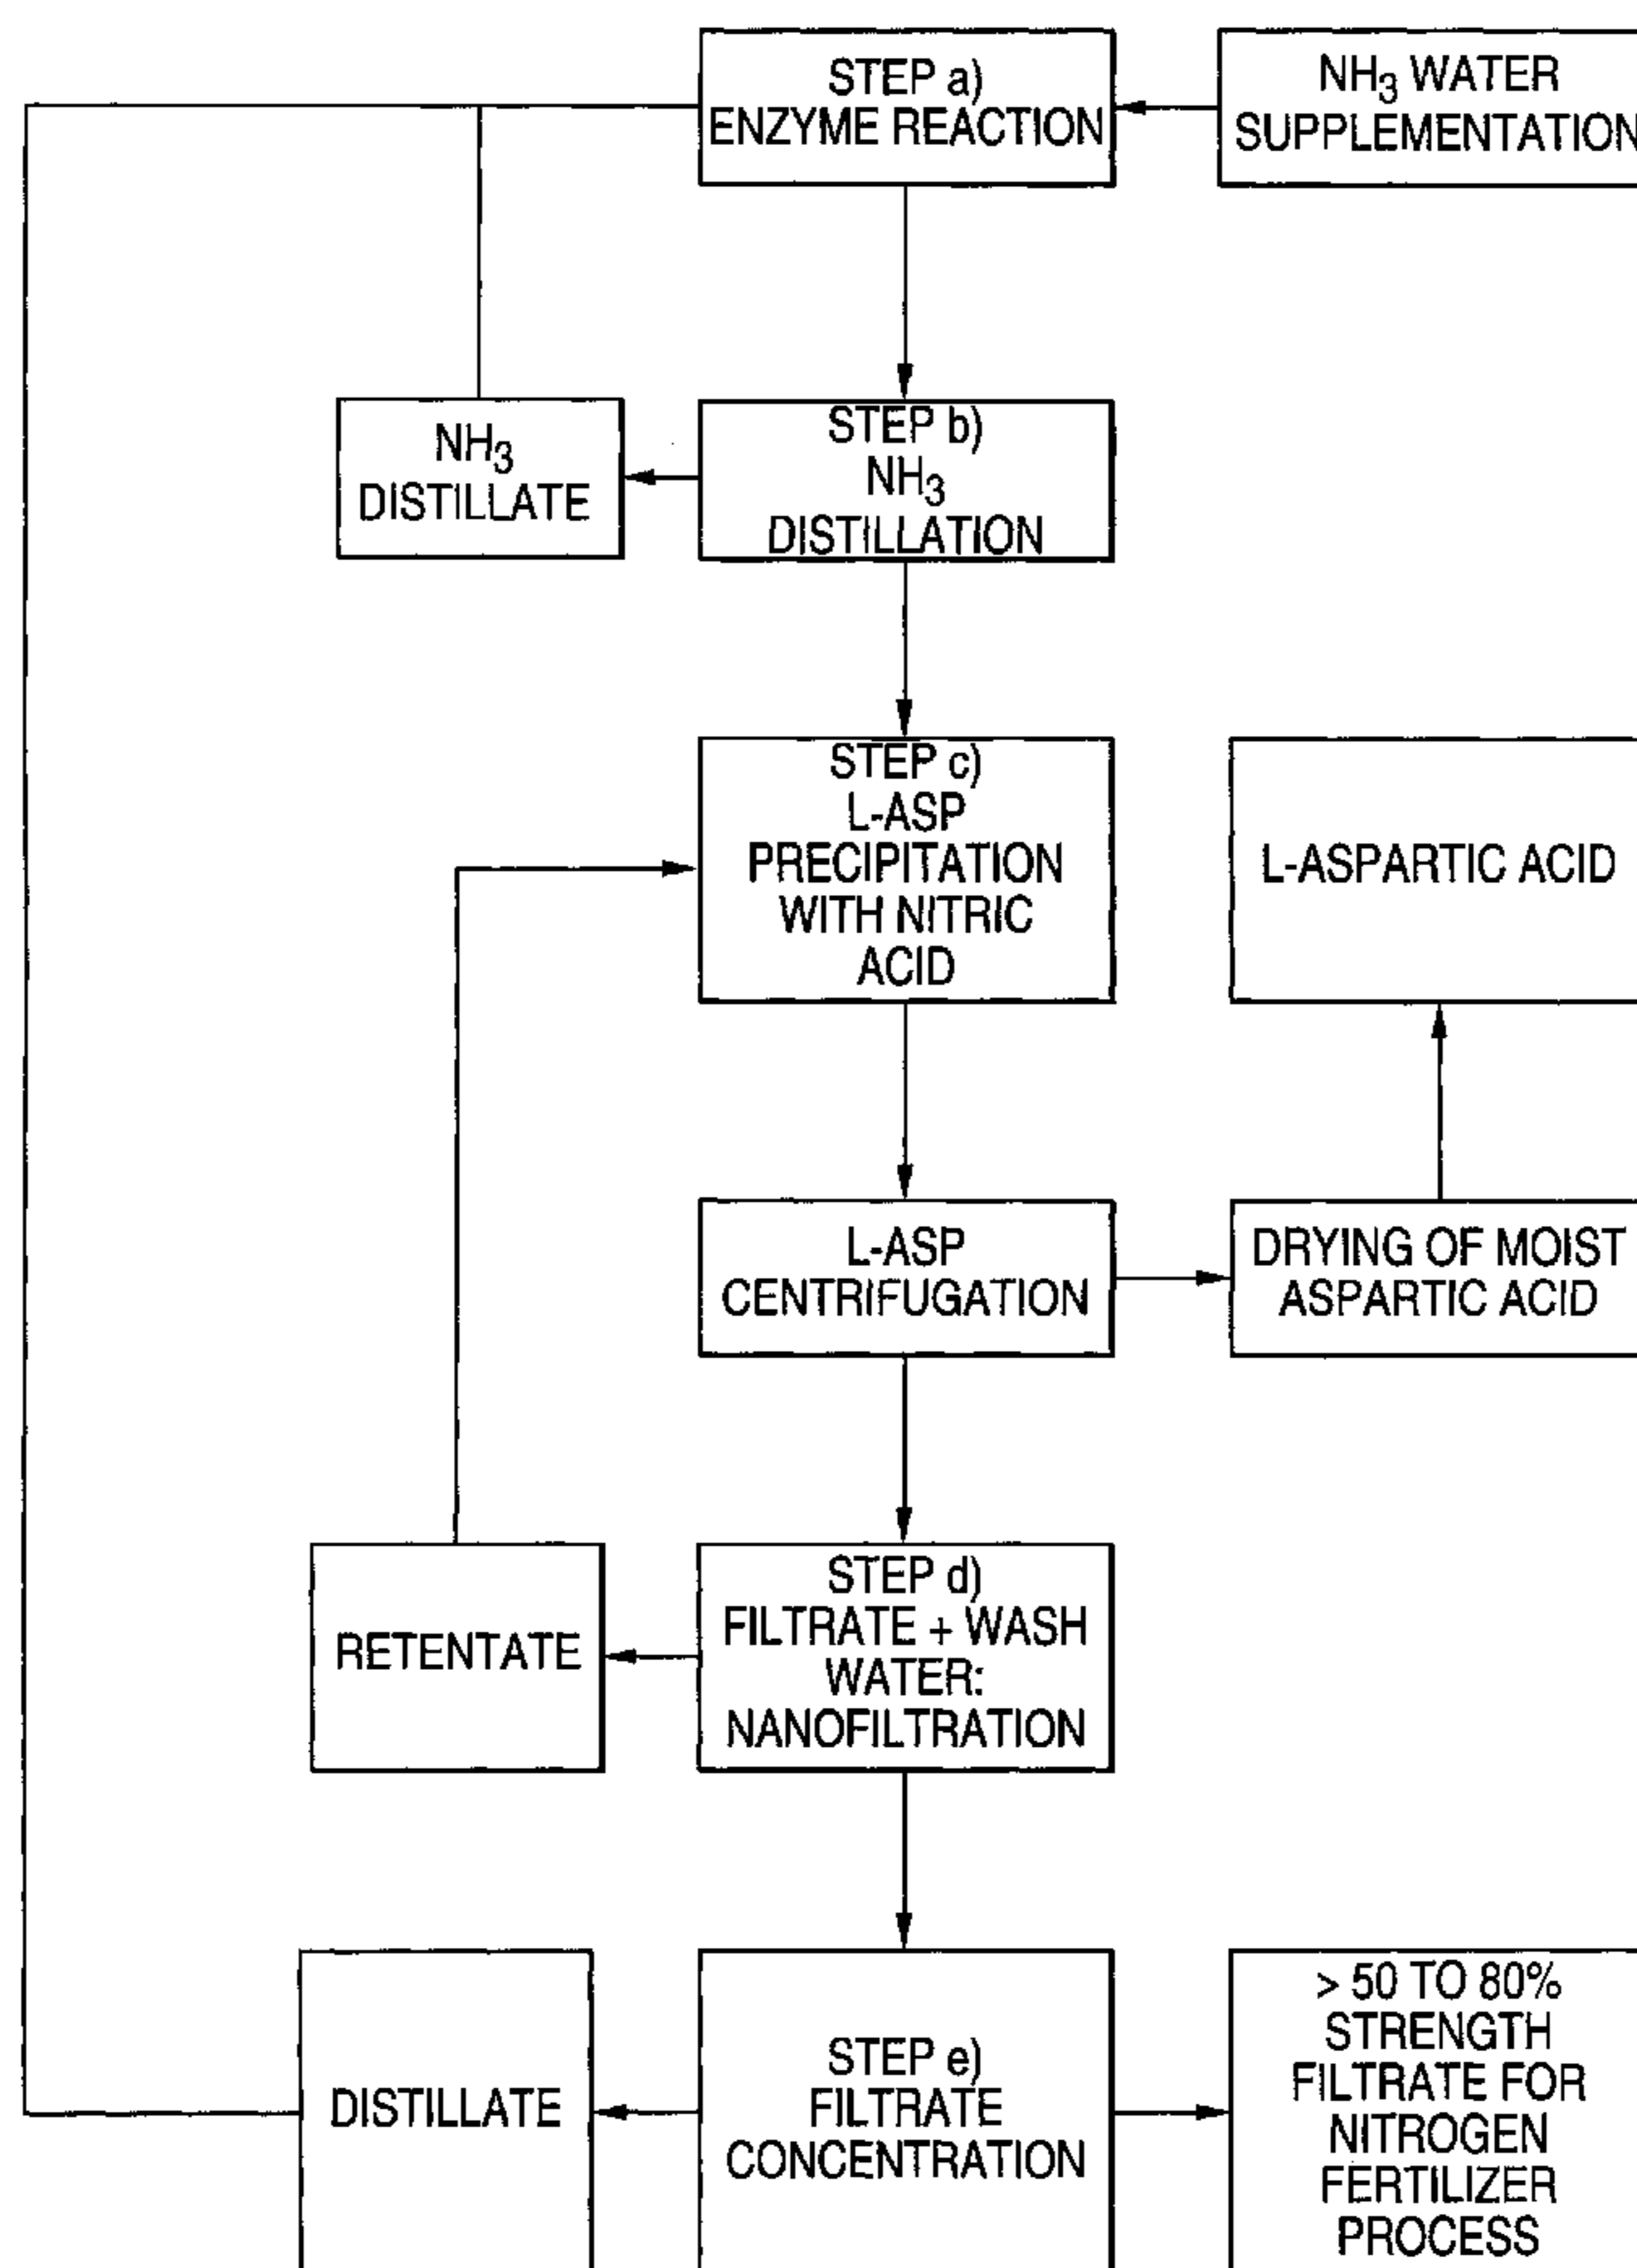 STEP a)
ENZYME REACTION
NH3 WATER
SUPPLEMENTATION
NH3
DISTILLATE
STEP b)
NH3
DISTILLATION
STEP c)
L-ASP
PRECIPITATION
WITH NITRIC
ACID
L-ASPARTIC ACID
L-ASP
CENTRIFUGATION
DRYING OF MOIST
ASPARTIC ACID
RETENTATE
STEP d)
FILTRATE + WASH
WATER:
NANOFILTRATION
DISTILLATE
STEP e)
FILTRATE
CONCENTRATION
> 50 TO 80%
STRENGTH
FILTRATE FOR
NITROGEN
FERTILIZER
PROCESS